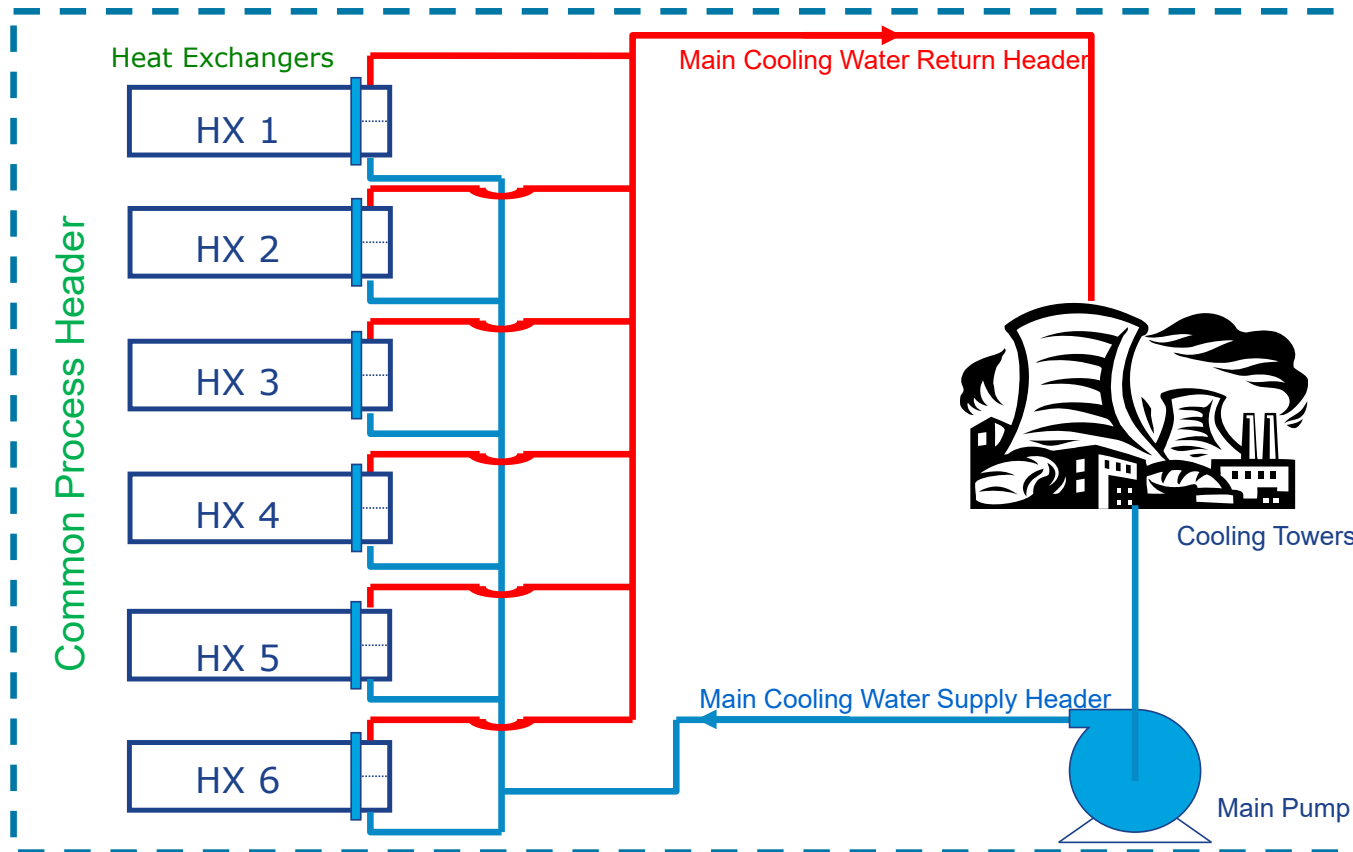 Heat Exchangers
Main Cooling Water Return Header
HX 1
HX 2
Common Process Header
HX 3
HX 4
Cooling Towers
HX 5
Main Cooling Water Supply Header
HX 6
Main Pump